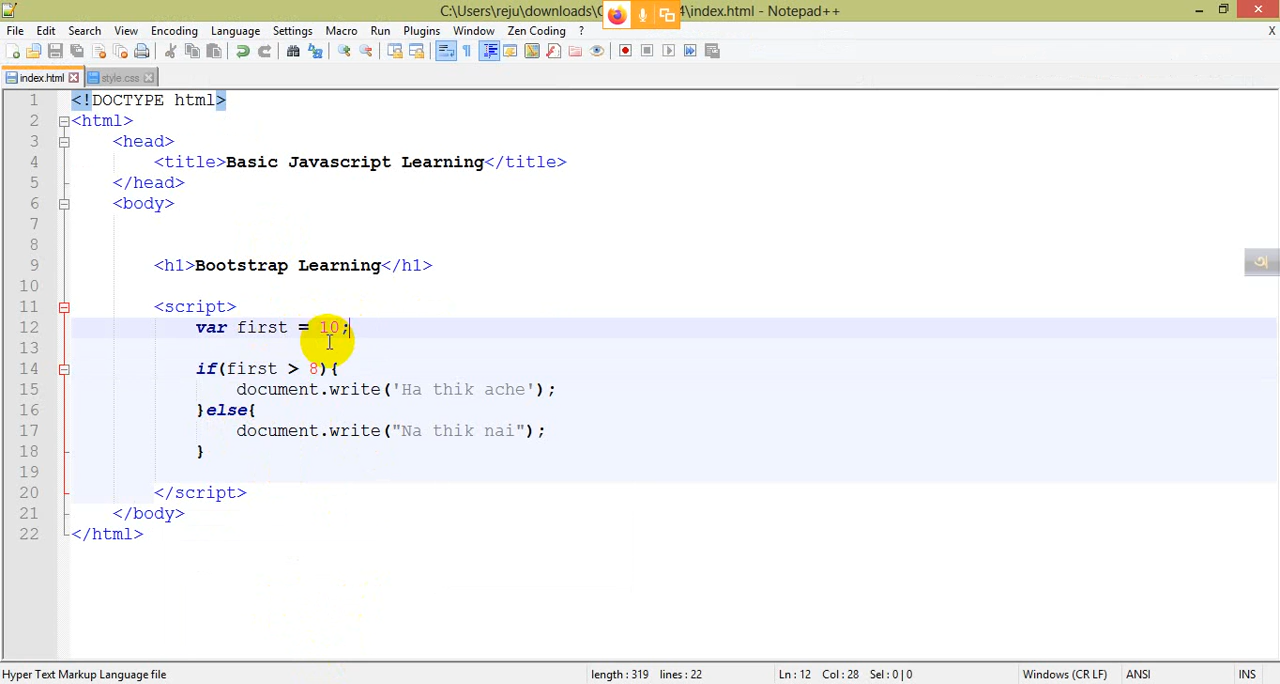 C:\Users\reju\downloads\ 4\index.html - Notepad++
File Edit Search View Encoding Language Settings Macro Run Plugins Window Zen Coding ? X
index.html style.css
1 <!DOCTYPE html>
2 <html>
3 <head>
4 <title>Basic Javascript Learning</title>
5 </head>
6 <body>
7
8
9 <h1>Bootstrap Learning</h1>
10
11 <script>
12 var first = 10;
13
14 if(first > 8){
15 document.write('Ha thik ache');
16 }else{
17 document.write("Na thik nai");
18 }
19
20 </script>
21 </body>
22 </html>
অ
Hyper Text Markup Language file length : 319 lines : 22 Ln : 12 Col : 28 Sel : 0 | 0 Windows (CR LF) ANSI INS